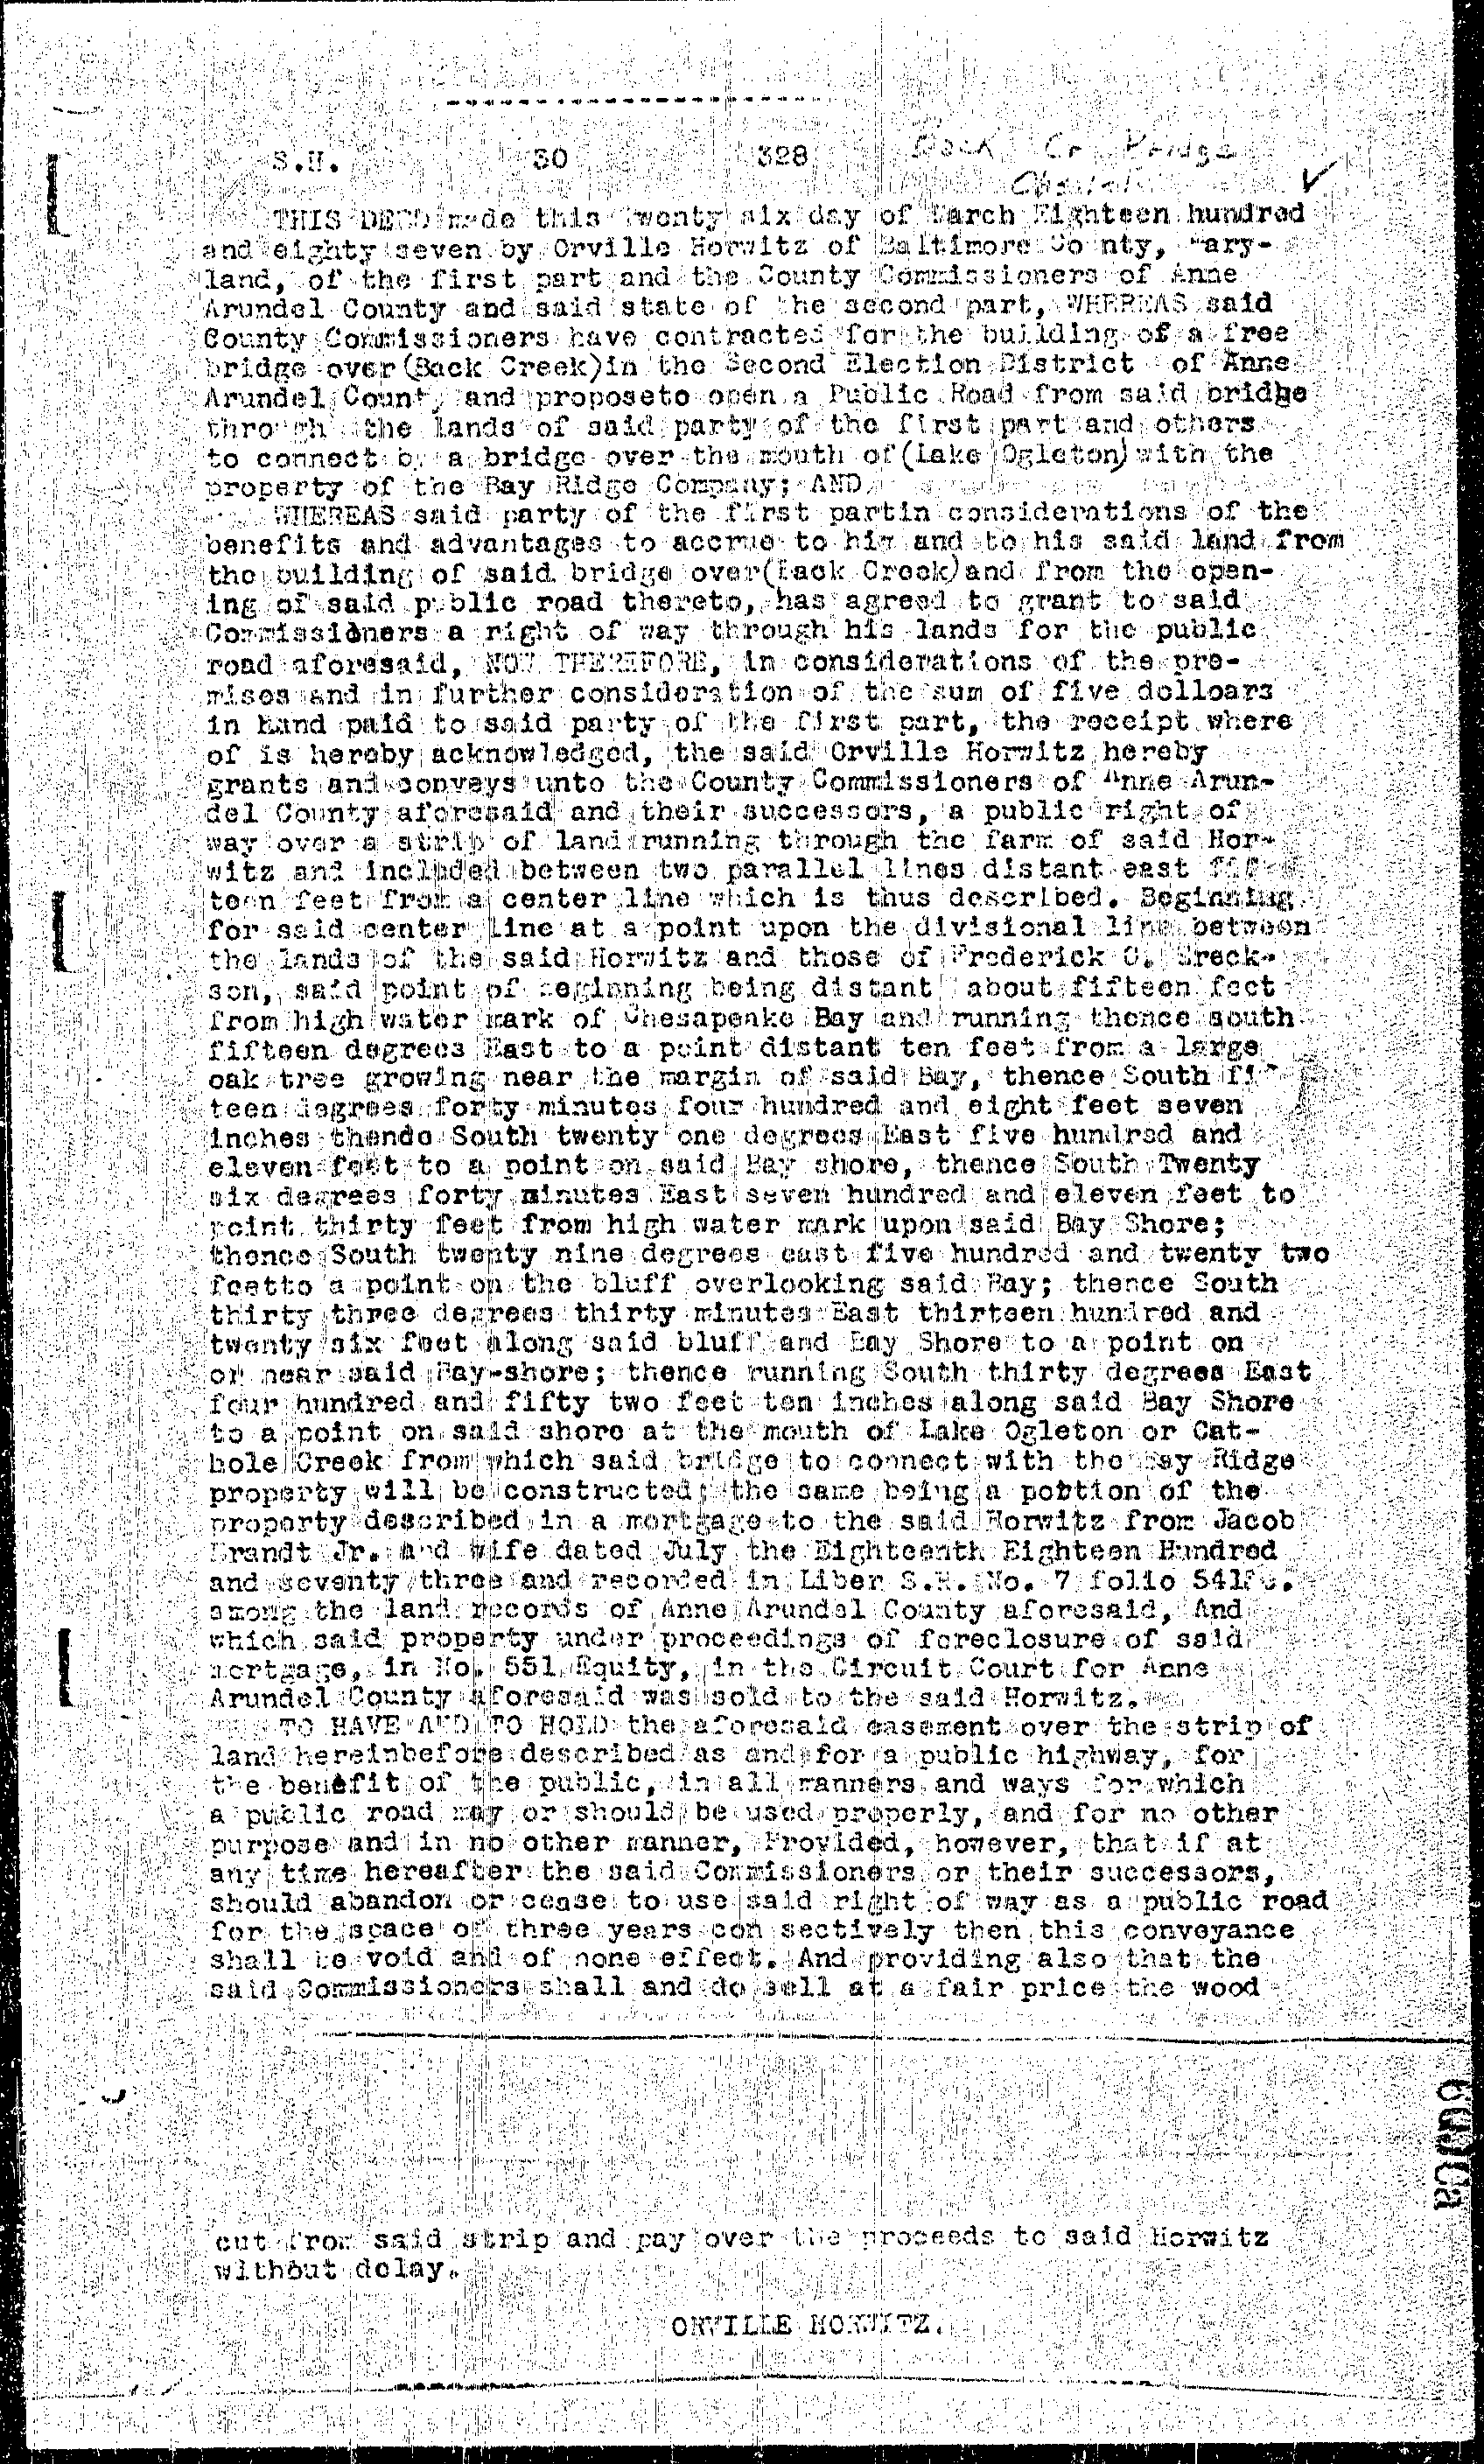 S.H. 30 328 Back Cr Bridge
THIS DEED made this Twenty six day of March Eighteen hundred
and eighty seven by Orville Horwitz of Baltimore County, Mary-
land, of the first part and the County Commissioners of Anne
Arundel County and said state of the second part, WHEREAS said
County Commissioners have contracted for the building of a free
bridge over (Back Creek) in the Second Election District of Anne
Arundel County and proposeto open a Public Road from said bridge
through the lands of said party of the first part and others
to connect by a bridge over the mouth of (Lake Ogleton) with the
property of the Bay Ridge Company; AND
WHEREAS said party of the first partin considerations of the
benefits and advantages to accrue to him and to his said land from
the building of said bridge over (Back Creek) and from the open-
ing of said public road thereto, has agreed to grant to said
Commissioners a right of way through his lands for the public
road aforesaid, NOW THEREFORE, in considerations of the pre-
mises and in further consideration of the sum of five dolloars
in hand paid to said party of the first part, the receipt where
of is hereby acknowledged, the said Orville Horwitz hereby
grants and conveys unto the County Commissioners of Anne Arun-
del County aforesaid and their successors, a public right of
way over a strip of land running through the farm of said Hor-
witz and included between two parallel lines distant east
teen feet from a center line which is thus described. Beginning
for said center line at a point upon the divisional line between
the lands of the said Horwitz and those of Frederick O. Sreck-
son, said point of beginning being distant about fifteen feet
from high water mark of Chesapeake Bay and running thence south
fifteen degrees East to a point distant ten feet from a large
oak tree growing near the margin of said Bay, thence South fif
teen degrees forty minutes four hundred and eight feet seven
inches thende South twenty one degrees East five hundred and
eleven feet to a point on said Bay shore, thence South Twenty
six degrees forty minutes East seven hundred and eleven feet to
point thirty feet from high water mark upon said Bay Shore;
thence South twenty nine degrees east five hundred and twenty two
feetto a point on the bluff overlooking said Bay; thence South
thirty three degrees thirty minutes East thirteen hundred and
twenty six feet along said bluff and Bay Shore to a point on
or near said Bay-shore; thence running South thirty degrees East
four hundred and fifty two feet ten inches along said Bay Shore
to a point on said shore at the mouth of Lake Ogleton or Cat-
hole Creek from which said bridge to connect with the Bay Ridge
property will be constructed; the same being a pottion of the
property described in a mortgage to the said Horwitz from Jacob
Brandt Jr. and wife dated July the Eighteenth Eighteen Hundred
and seventy three and recorded in Liber S.H. No. 7 folio 541&c.
among the land records of Anne Arundel County aforesaid, And
which said property under proceedings of foreclosure of said
mortgage, in No. 551 Equity, in the Circuit Court for Anne
Arundel County aforesaid was sold to the said Horwitz.
TO HAVE AND TO HOLD the aforesaid easement over the strip of
land hereinbefore described as and for a public highway, for
the benefit of the public, in all manners and ways for which
a public road may or should be used properly, and for no other
purpose and in no other manner, Provided, however, that if at
any time hereafter the said Commissioners or their successors,
should abandon or cease to use said right of way as a public road
for the space of three years con sectively then this conveyance
shall be void and of none effect. And providing also that the
said Commissioners shall and do sell at a fair price the wood
cut from said strip and pay over the proceeds to said Horwitz
without delay.
ORVILLE HORWITZ.